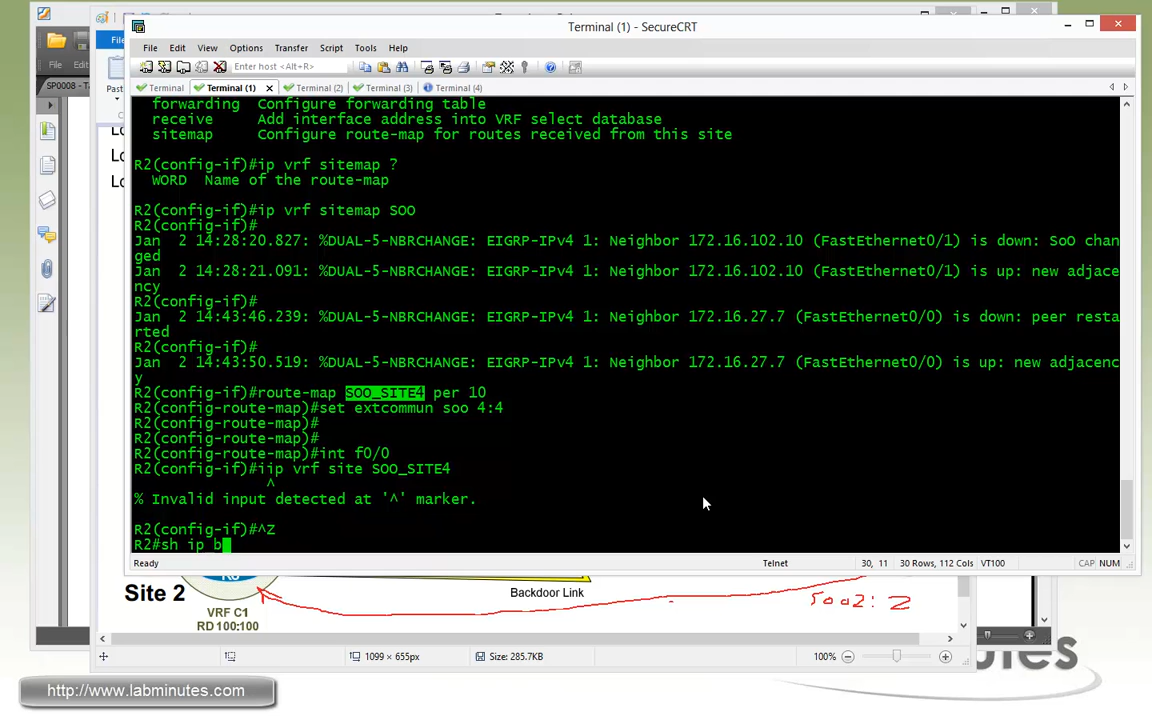 Terminal (1) - SecureCRT
File
File Edit View Options Transfer Script Tools Help
Enter host <Alt+R>
File Edit
SP0008 - T
Past
Terminal Terminal (1) Terminal (2) Terminal (3) Terminal (4)
forwarding Configure forwarding table
receive Add interface address into VRF select database
sitemap Configure route-map for routes received from this site
Lo
Lo
Lo
R2(config-if)#ip vrf sitemap ?
WORD Name of the route-map
R2(config-if)#ip vrf sitemap SOO
R2(config-if)#
Jan 2 14:28:20.827: %DUAL-5-NBRCHANGE: EIGRP-IPv4 1: Neighbor 172.16.102.10 (FastEthernet0/1) is down: SoO chan
ged
Jan 2 14:28:21.091: %DUAL-5-NBRCHANGE: EIGRP-IPv4 1: Neighbor 172.16.102.10 (FastEthernet0/1) is up: new adjace
ncy
R2(config-if)#
Jan 2 14:43:46.239: %DUAL-5-NBRCHANGE: EIGRP-IPv4 1: Neighbor 172.16.27.7 (FastEthernet0/0) is down: peer resta
rted
R2(config-if)#
Jan 2 14:43:50.519: %DUAL-5-NBRCHANGE: EIGRP-IPv4 1: Neighbor 172.16.27.7 (FastEthernet0/0) is up: new adjacenc
y
R2(config-if)#route-map SOO_SITE4 per 10
R2(config-route-map)#set extcommun soo 4:4
R2(config-route-map)#
R2(config-route-map)#
R2(config-route-map)#int f0/0
R2(config-if)#iip vrf site SOO_SITE4
^
% Invalid input detected at '^' marker.
R2(config-if)#^Z
R2#sh ip b
Ready Telnet 30, 11 30 Rows, 112 Cols VT100 CAP NUM
Site 2
Backdoor Link
Soo2: 2
VRF C1
RD 100:100
1099 × 655px Size: 285.7KB 100%
http://www.labminutes.com